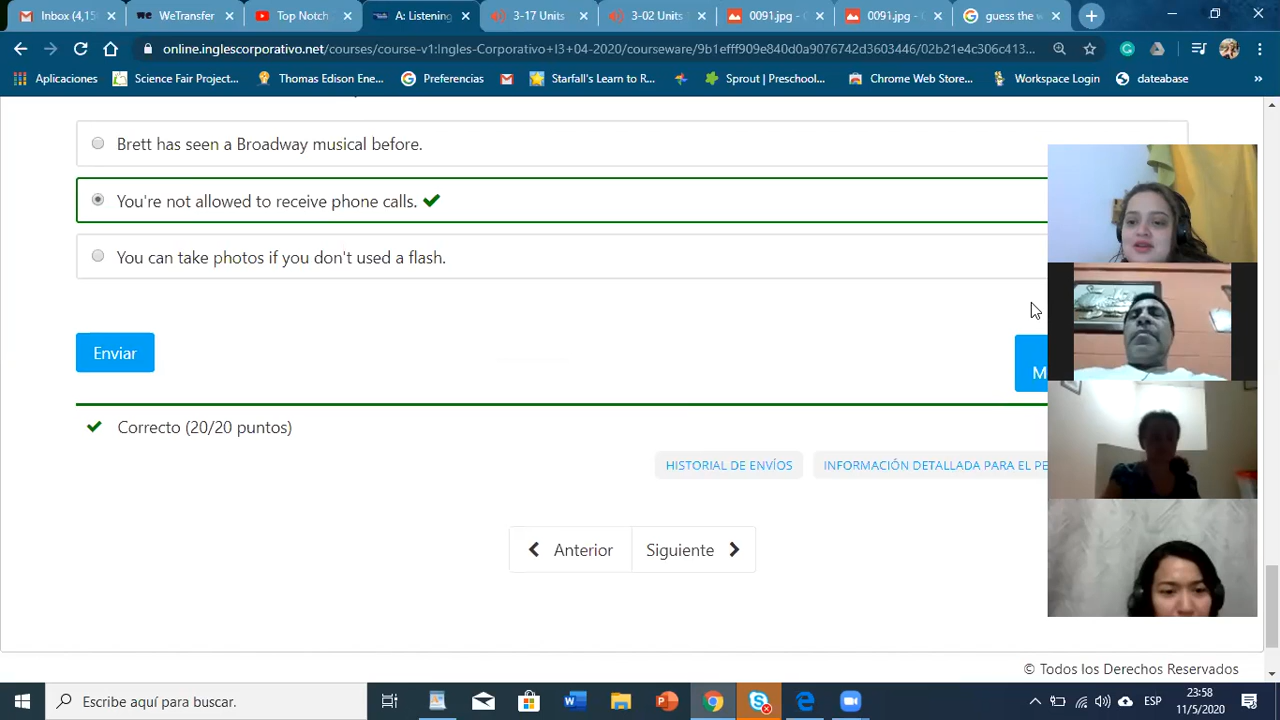 Inbox (4,15
WeTransfer
Top Notch
A: Listening
3-17 Units
3-02 Units
0091.jpg - G
0091.jpg - G
guess the w
online.inglescorporativo.net/courses/course-v1:Ingles-Corporativo+I3+04-2020/courseware/9b1efff909e840d0a9076742d3603446/02b21e4c306c413...
Aplicaciones
Science Fair Project...
Thomas Edison Ene...
Preferencias
Starfall's Learn to R...
Sprout | Preschool...
Chrome Web Store...
Workspace Login
dateabase
»
Brett has seen a Broadway musical before.
You're not allowed to receive phone calls.
You can take photos if you don't used a flash.
Enviar
M
Correcto (20/20 puntos)
HISTORIAL DE ENVÍOS
INFORMACIÓN DETALLADA PARA EL PE
Anterior
Siguiente
© Todos los Derechos Reservados
Escribe aquí para buscar.
ESP
23:58
11/5/2020